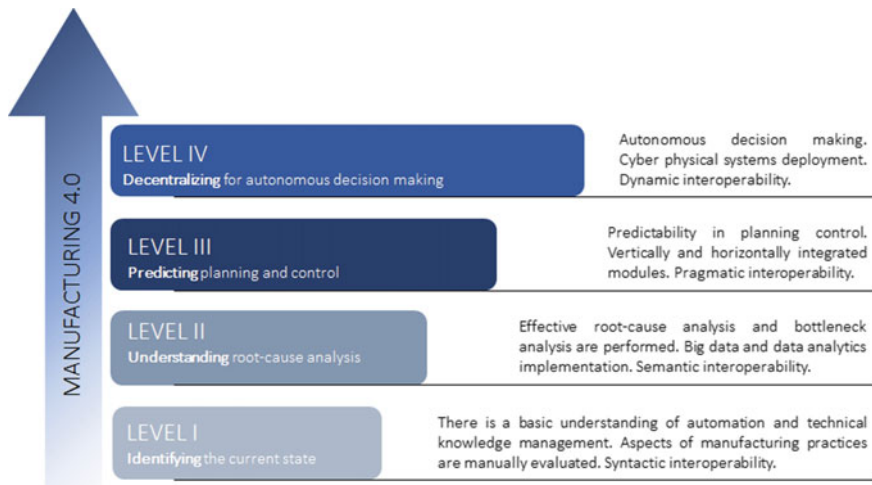 MANUFACTURING 4.0
LEVEL IV
Decentralizing for autonomous decision making
Autonomous decision making.
Cyber physical systems deployment.
Dynamic interoperability.
LEVEL III
Predicting planning and control
Predictability in planning control.
Vertically and horizontally integrated
modules. Pragmatic interoperability.
LEVEL II
Understanding root-cause analysis
Effective root-cause analysis and bottleneck
analysis are performed. Big data and data analytics
implementation. Semantic interoperability.
LEVEL I
Identifying the current state
There is a basic understanding of automation and technical
knowledge management. Aspects of manufacturing practices
are manually evaluated. Syntactic interoperability.